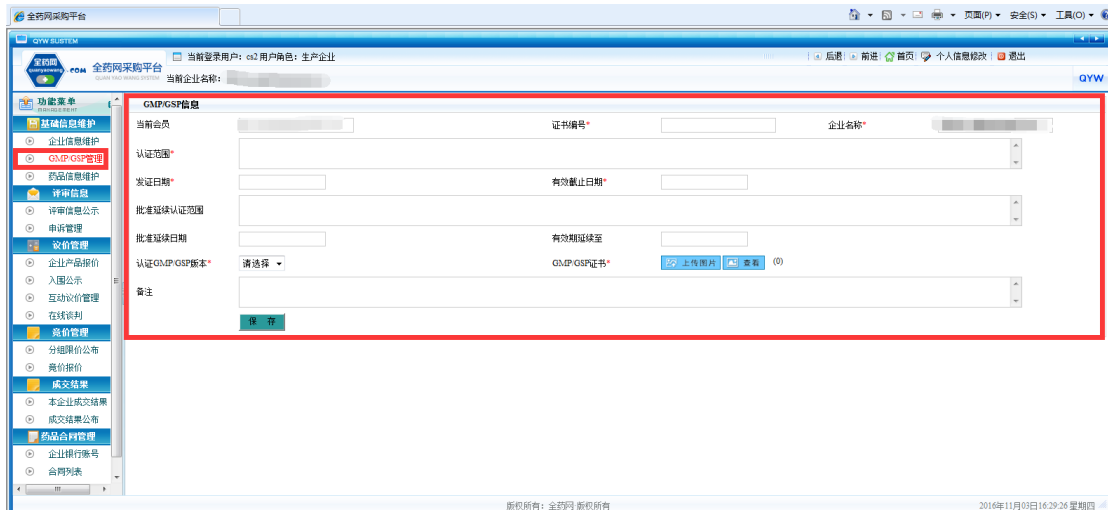 全药网采购平台
页面(P) 安全(S) 工具(O)
QYW SUSTEM
全药网 quanyaowang .COM 全药网采购平台 当前登录用户: cs2 用户角色: 生产企业 后退 前进 首页 个人信息修改 退出
QUAN YAO WANG SYSTEM 当前企业名称: QYW
功能菜单
MANAGEMENT
基础信息维护
企业信息维护
GMP/GSP管理
药品信息维护
评审信息
评审信息公示
申诉管理
议价管理
企业产品报价
入围公示
互动议价管理
在线谈判
竞价管理
分组限价公布
竞价报价
成交结果
本企业成交结果
成交结果公布
药品合同管理
企业银行账号
合同列表
GMP/GSP信息
当前会员 证书编号* 企业名称*
认证范围*
发证日期* 有效截止日期*
批准延续认证范围
批准延续日期 有效期延续至
认证GMP/GSP版本* 请选择 GMP/GSP证书* 上传图片 查看 (0)
备注
保 存
版权所有: 全药网 版权所有 2016年11月03日16:29:26 星期四